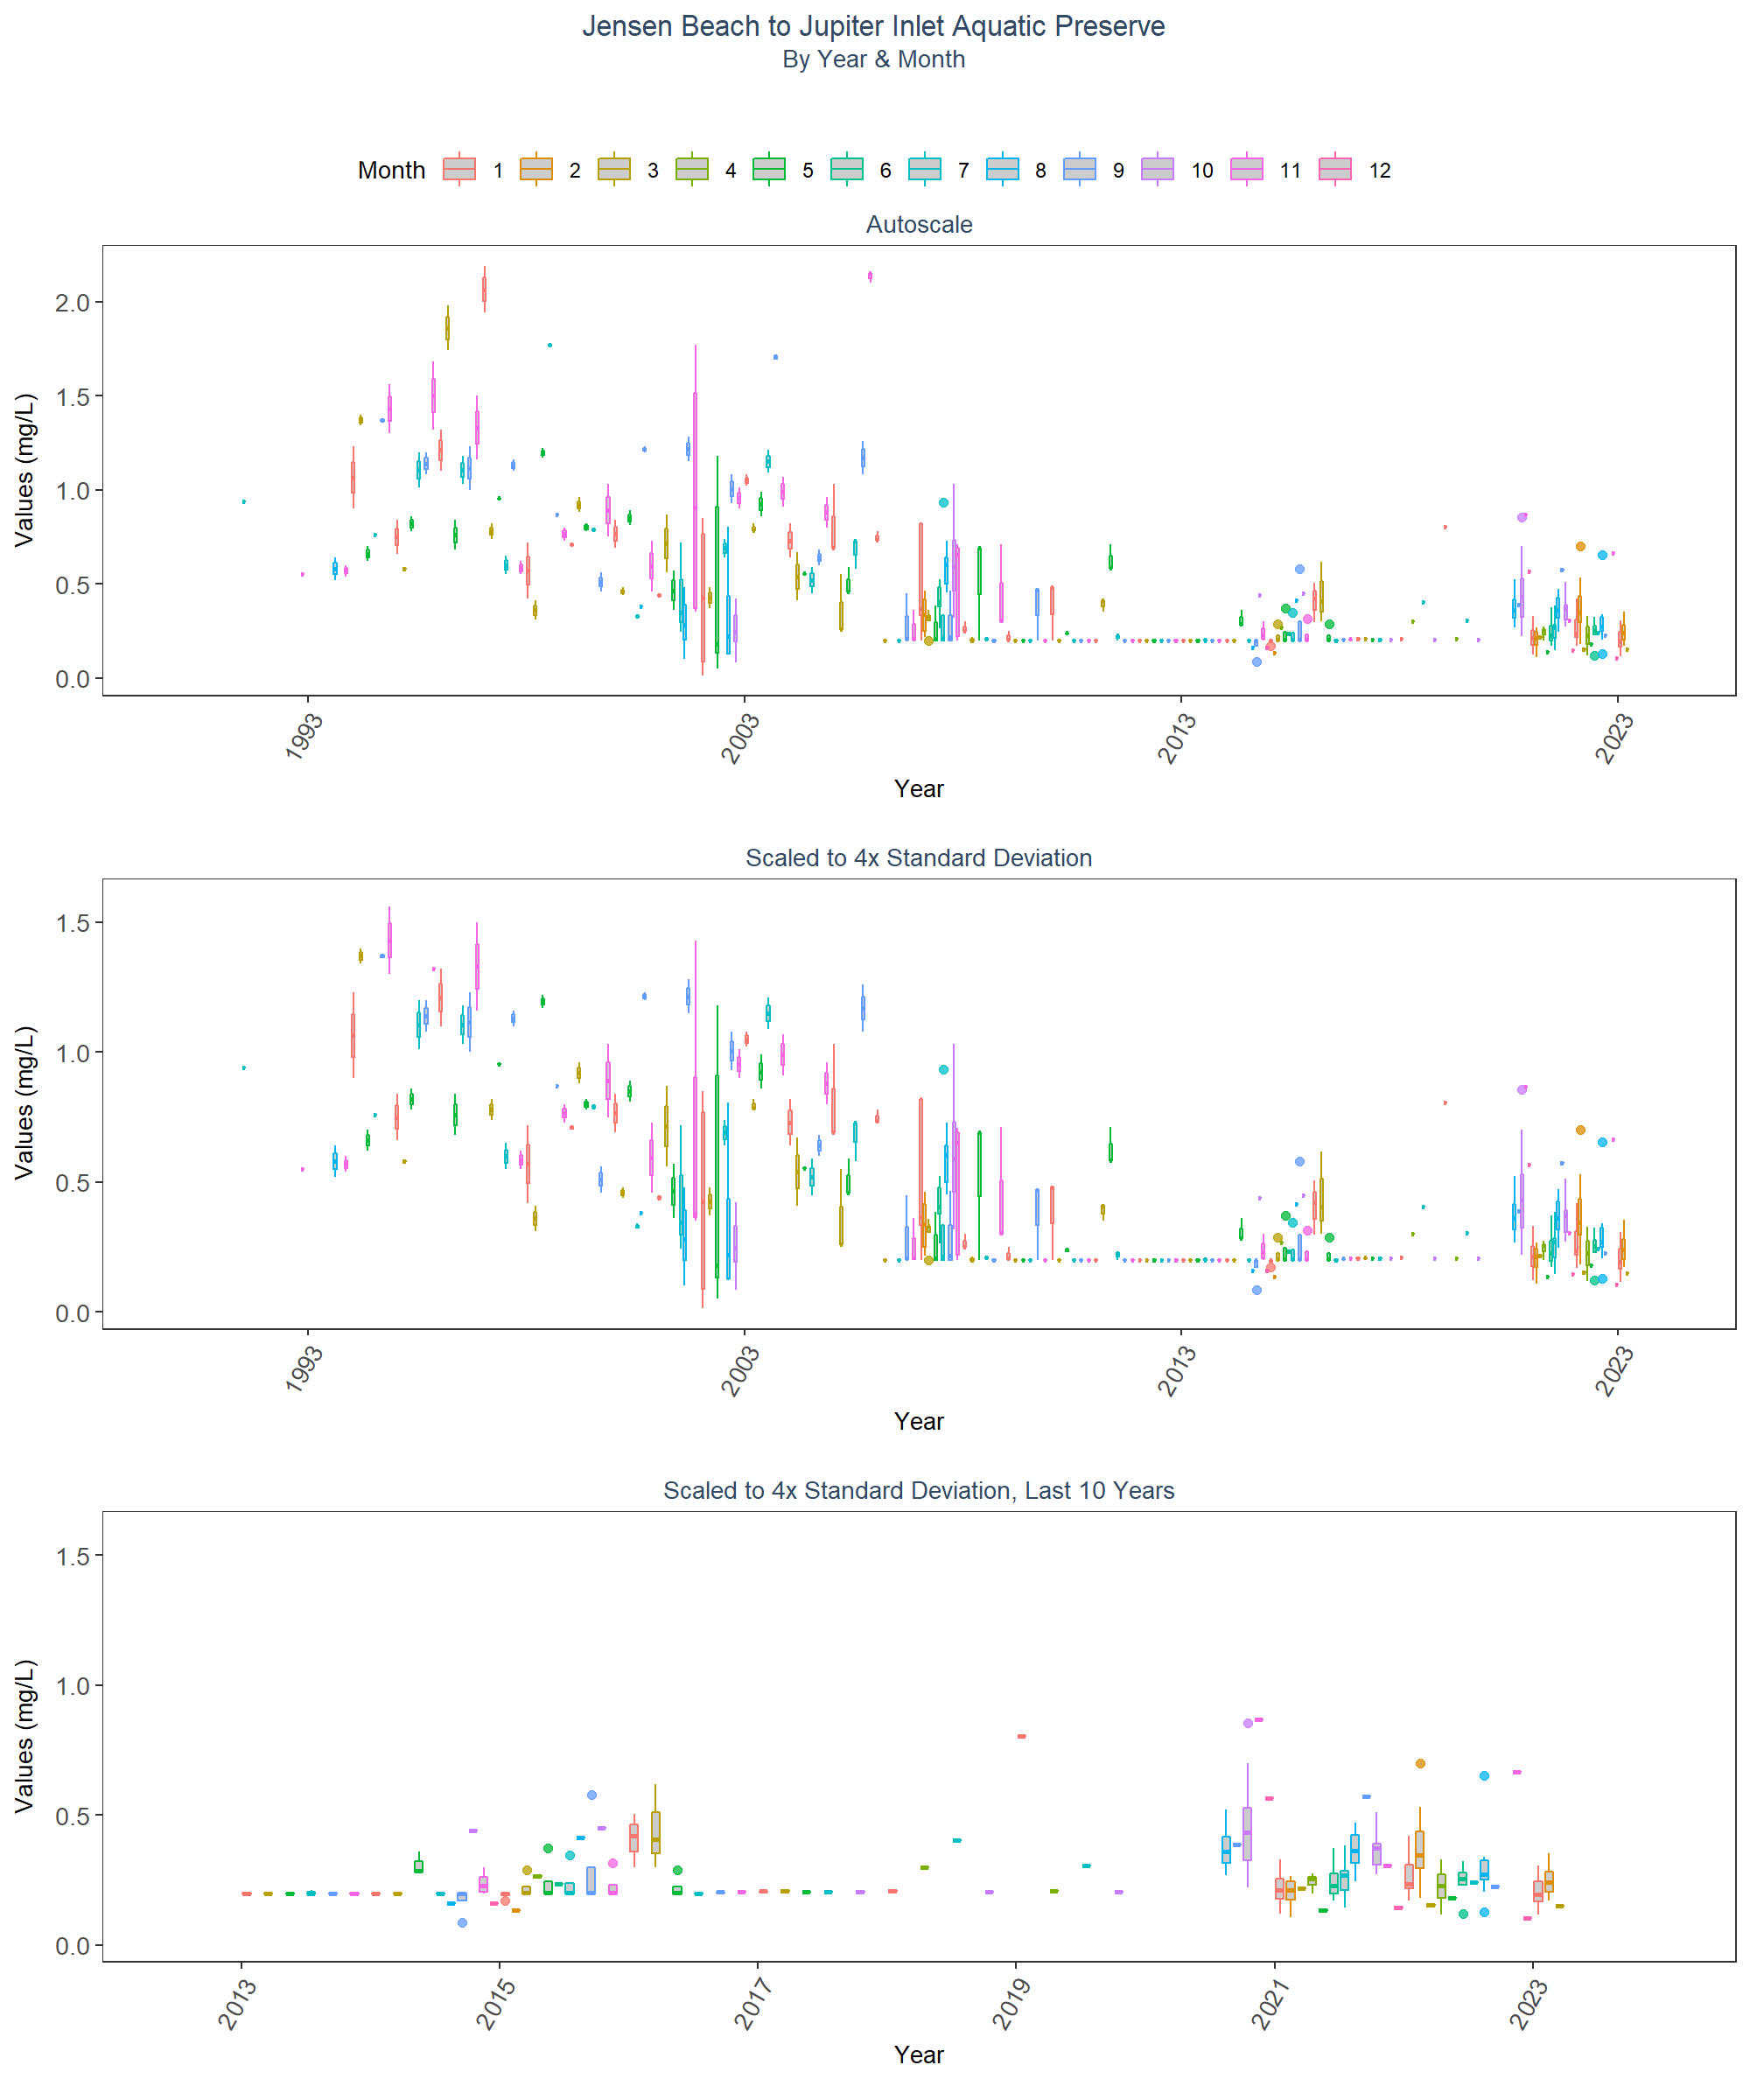 Jensen Beach to Jupiter Inlet Aquatic Preserve
By Year & Month
Month 1 2 3 4 5 6 7 8 9 10 11 12
Autoscale
Values (mg/L)
2.0
1.5
1.0
0.5
0.0
1993 2003 2013 2023
Year
Scaled to 4x Standard Deviation
Values (mg/L)
1.5
1.0
0.5
0.0
1993 2003 2013 2023
Year
Scaled to 4x Standard Deviation, Last 10 Years
Values (mg/L)
1.5
1.0
0.5
0.0
2013 2015 2017 2019 2021 2023
Year